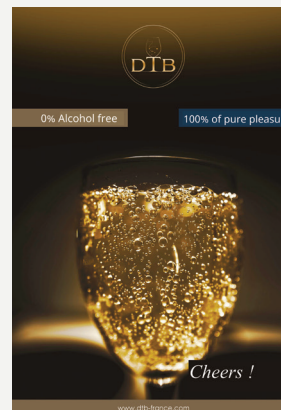 DTB
0% Alcohol free
100% of pure pleasu
Cheers !
www.dtb-france.com